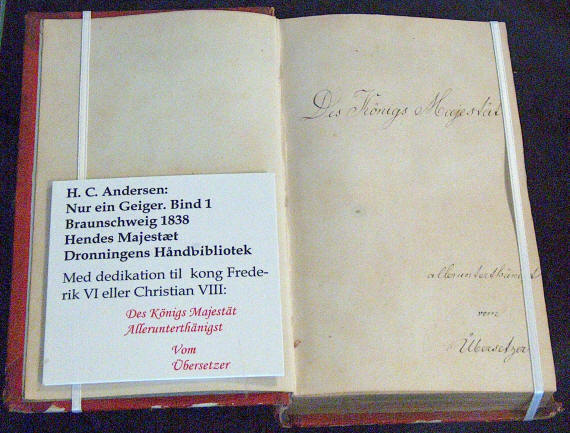 H. C. Andersen:
Nur ein Geiger. Bind 1
Braunschweig 1838
Hendes Majestæt
Dronningens Håndbibliotek
Med dedikation til kong Frede-
rik VI eller Christian VIII:
Des Königs Majestät
Allerunterthänigst
Vom
Übersetzer
Des Königs Majestät
allerunterthänigst
vom
Übersetzer